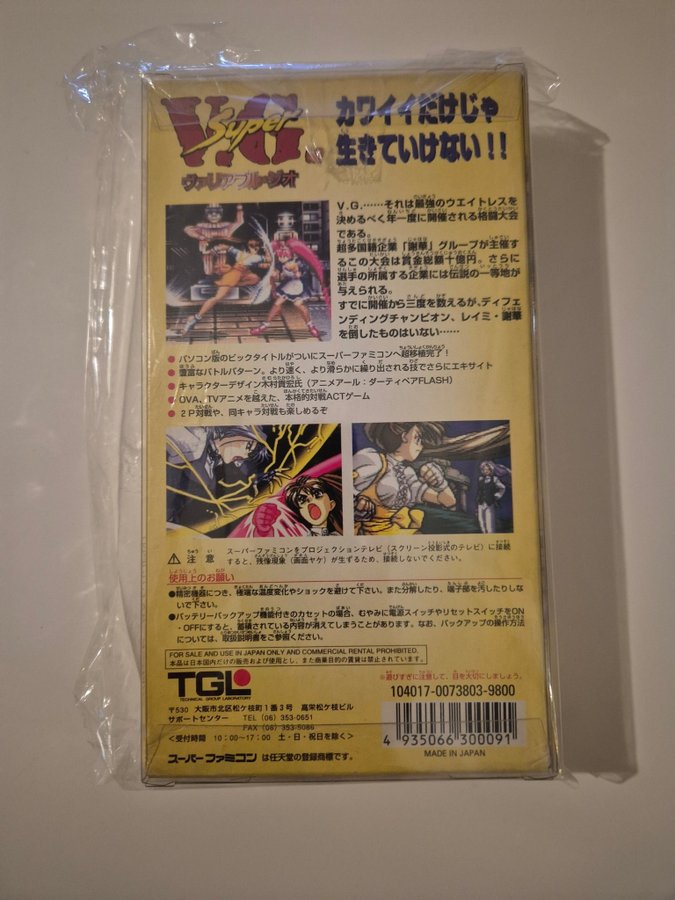 Super
V.G.
ヴァリアブル・ジオ
カワイイだけじゃ
生きていけない!!
V.G.……それは最強のウエイトレスを
決めるべく年一度に開催される格闘大会
である。
超多国籍企業「謝華」グループが主催す
るこの大会は賞金総額十億円。さらに
選手の所属する企業には伝説の一等地が
与えられる。
すでに開催から三度を数えるが、ディフェ
ンディングチャンピオン、レイミ・謝華
を倒したものはいない……
●パソコン版のビックタイトルがついにスーパーファミコンへ超移植完了!
●豊富なバトルパターン。より速く、より滑らかに繰り出される技でさらにエキサイト
●キャラクターデザイン木村貴宏氏(アニメアール:ダーティペアFLASH)
●OVA、TVアニメを越えた、本格的対戦ACTゲーム
●2P対戦や、同キャラ対戦も楽しめるぞ
⚠注意 スーパーファミコンをプロジェクションテレビ(スクリーン投影式のテレビ)に接続
すると、残像現象(画面ヤケ)が生ずるため、接続しないでください。
使用上のお願い
●精密機器につき、極端な温度変化やショックを避けて下さい。また分解したり、端子部を汚したりしな
いで下さい。
●バッテリーバックアップ機能付きのカセットの場合、むやみに電源スイッチやリセットスイッチをON
・OFFにすると、蓄積されている内容が消えてしまうことがあります。なお、バックアップの操作方法
については、取扱説明書をご参照ください。
FOR SALE AND USE IN JAPAN ONLY AND COMMERCIAL RENTAL PROHIBITED.
本品は日本国内だけの販売および使用とし、また商業目的の賃貸は禁止されています。
※遊びすぎに注意して、目を大切にしましょう。
TGL
TECHNICAL GROUP LABORATORY
104017-0073803-9800
〒530 大阪市北区松ケ枝町1番3号 高栄松ケ枝ビル
サポートセンター TEL (06) 353-0651
FAX (06) 353-5086
<受付時間 10:00~17:00 土・日・祝日を除く>
4 935066 300091
MADE IN JAPAN
スーパーファミコン は任天堂の登録商標です。